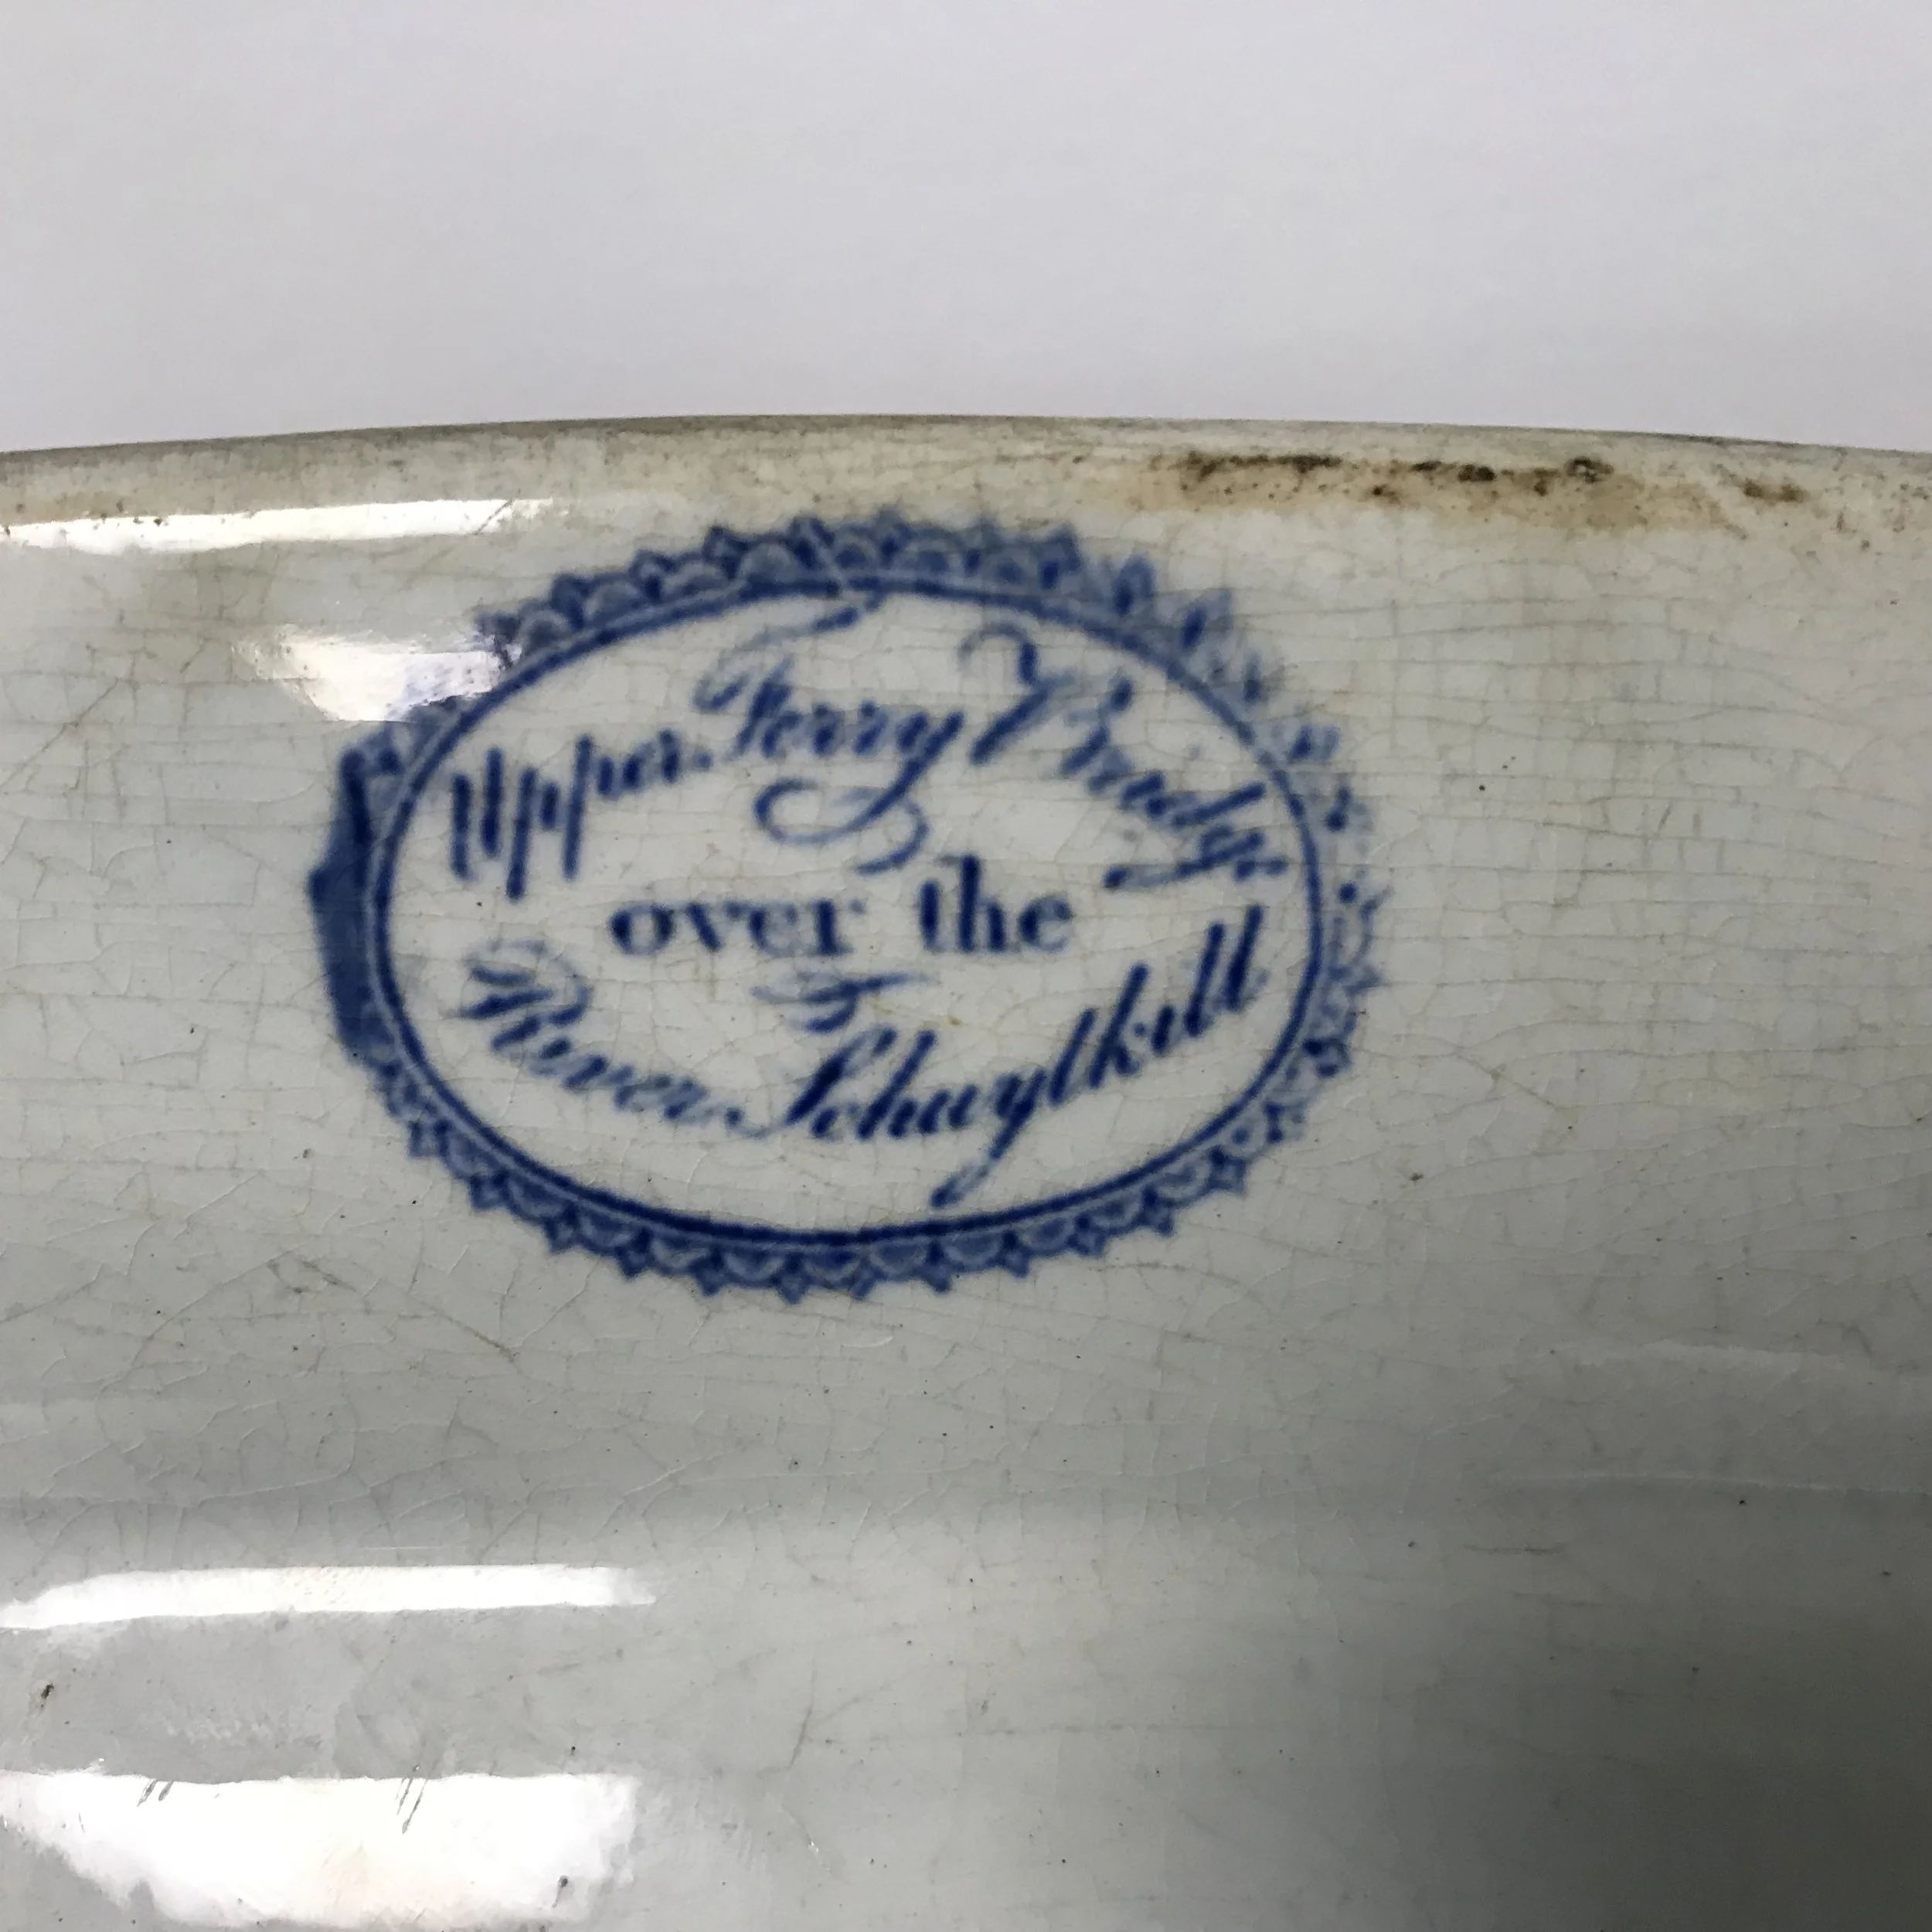 Upper Ferry Bridge
over the
River Schuylkill